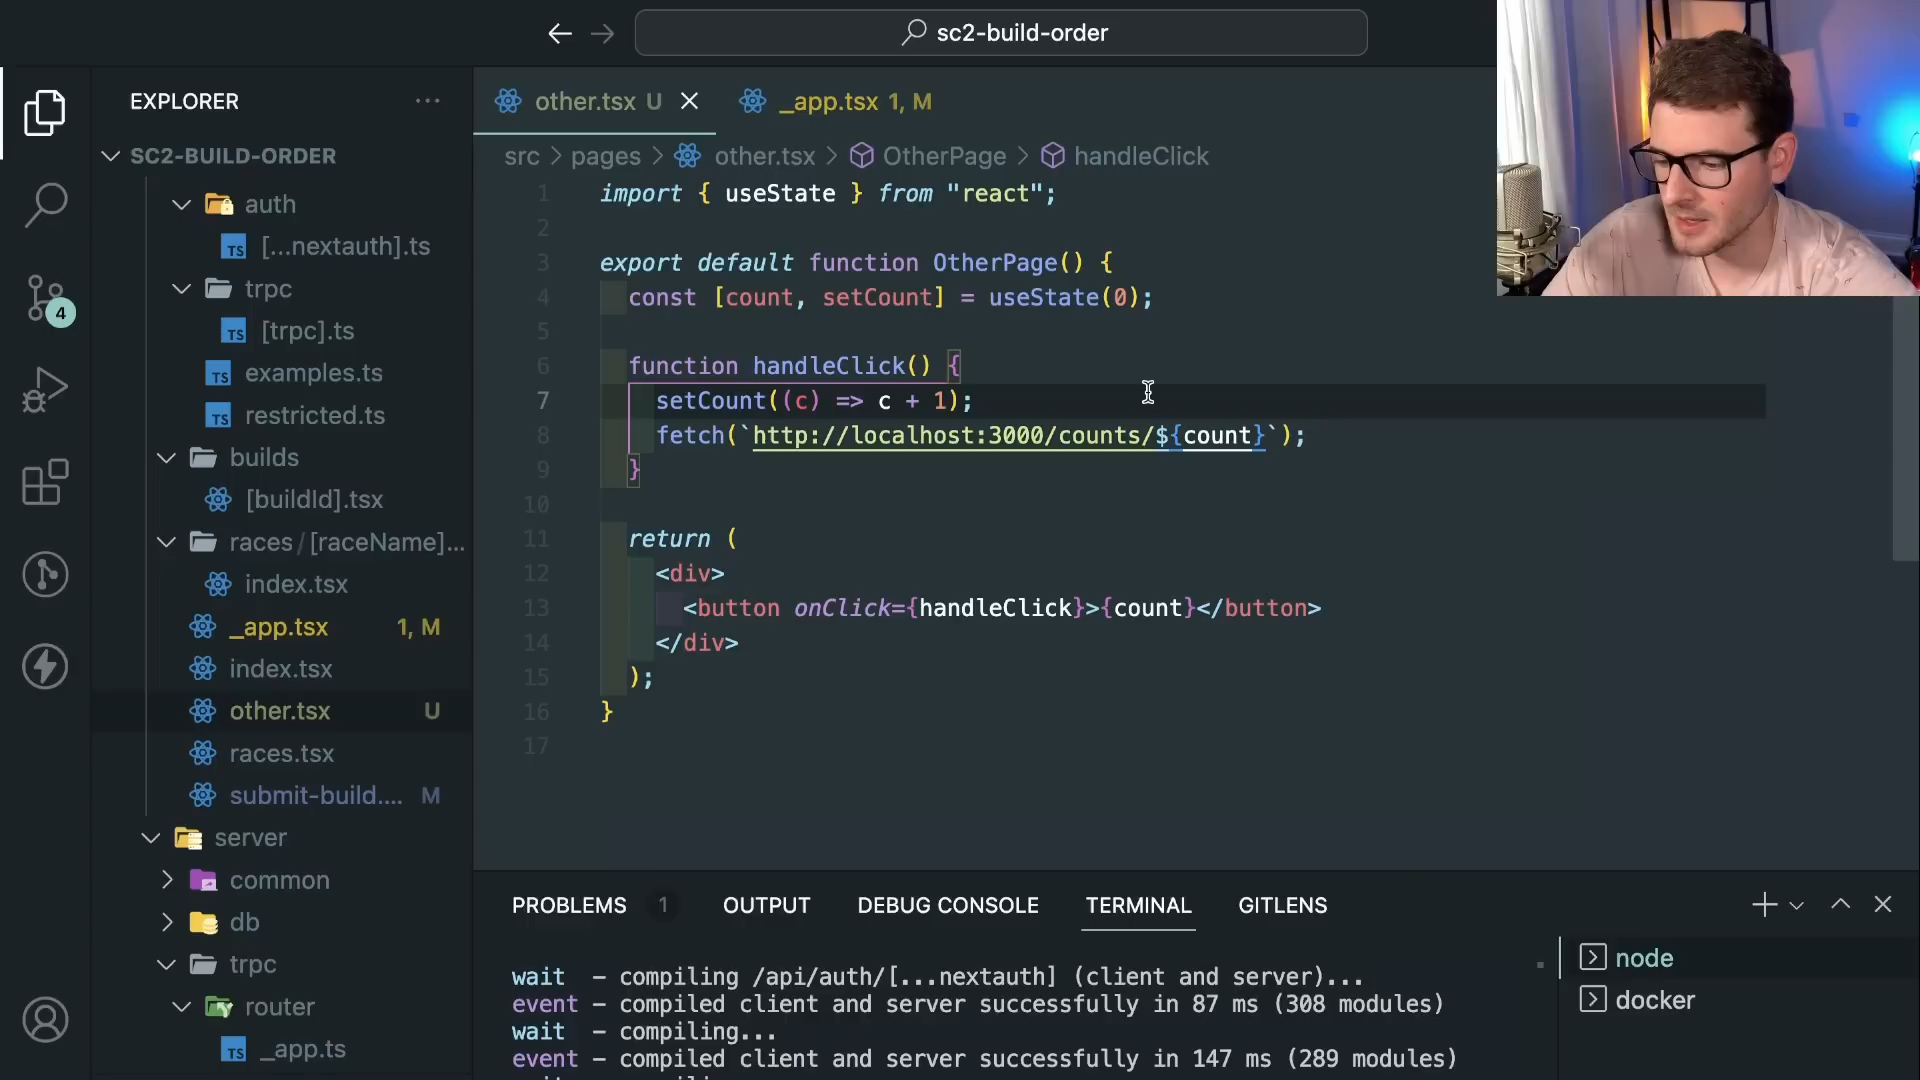 sc2-build-order
EXPLORER
SC2-BUILD-ORDER
auth
[...nextauth].ts
trpc
[trpc].ts
examples.ts
restricted.ts
builds
[buildId].tsx
races/[raceName]...
index.tsx
_app.tsx 1, M
index.tsx
other.tsx U
races.tsx
submit-build.... M
server
common
db
trpc
router
_app.ts
4
other.tsx U
_app.tsx 1, M
src > pages > other.tsx > OtherPage > handleClick
1 import { useState } from "react";
2
3 export default function OtherPage() {
4 const [count, setCount] = useState(0);
5
6 function handleClick() {
7 setCount((c) => c + 1);
8 fetch(`http://localhost:3000/counts/${count}`);
9 }
10
11 return (
12 <div>
13 <button onClick={handleClick}>{count}</button>
14 </div>
15 );
16 }
17
PROBLEMS 1 OUTPUT DEBUG CONSOLE TERMINAL GITLENS
wait – compiling /api/auth/[...nextauth] (client and server)...
event – compiled client and server successfully in 87 ms (308 modules)
wait – compiling...
event – compiled client and server successfully in 147 ms (289 modules)
node
docker